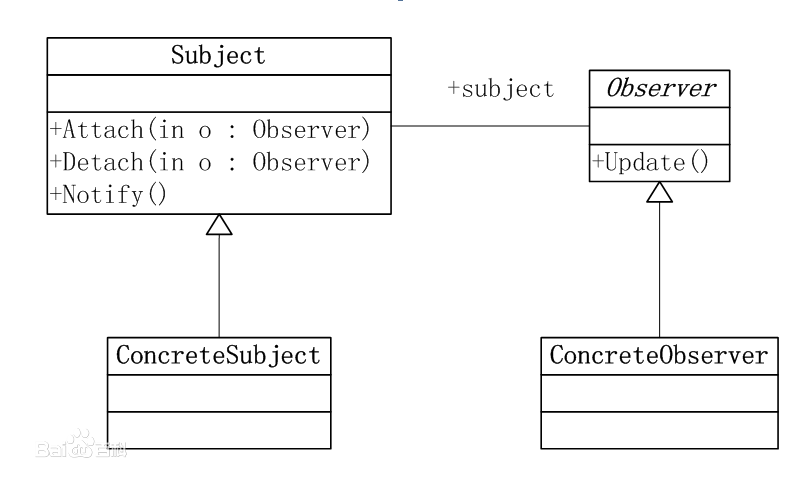 Subject
+Attach(in o : Observer)
+Detach(in o : Observer)
+Notify()
+subject
Observer
+Update()
ConcreteSubject
ConcreteObserver
Bai百科